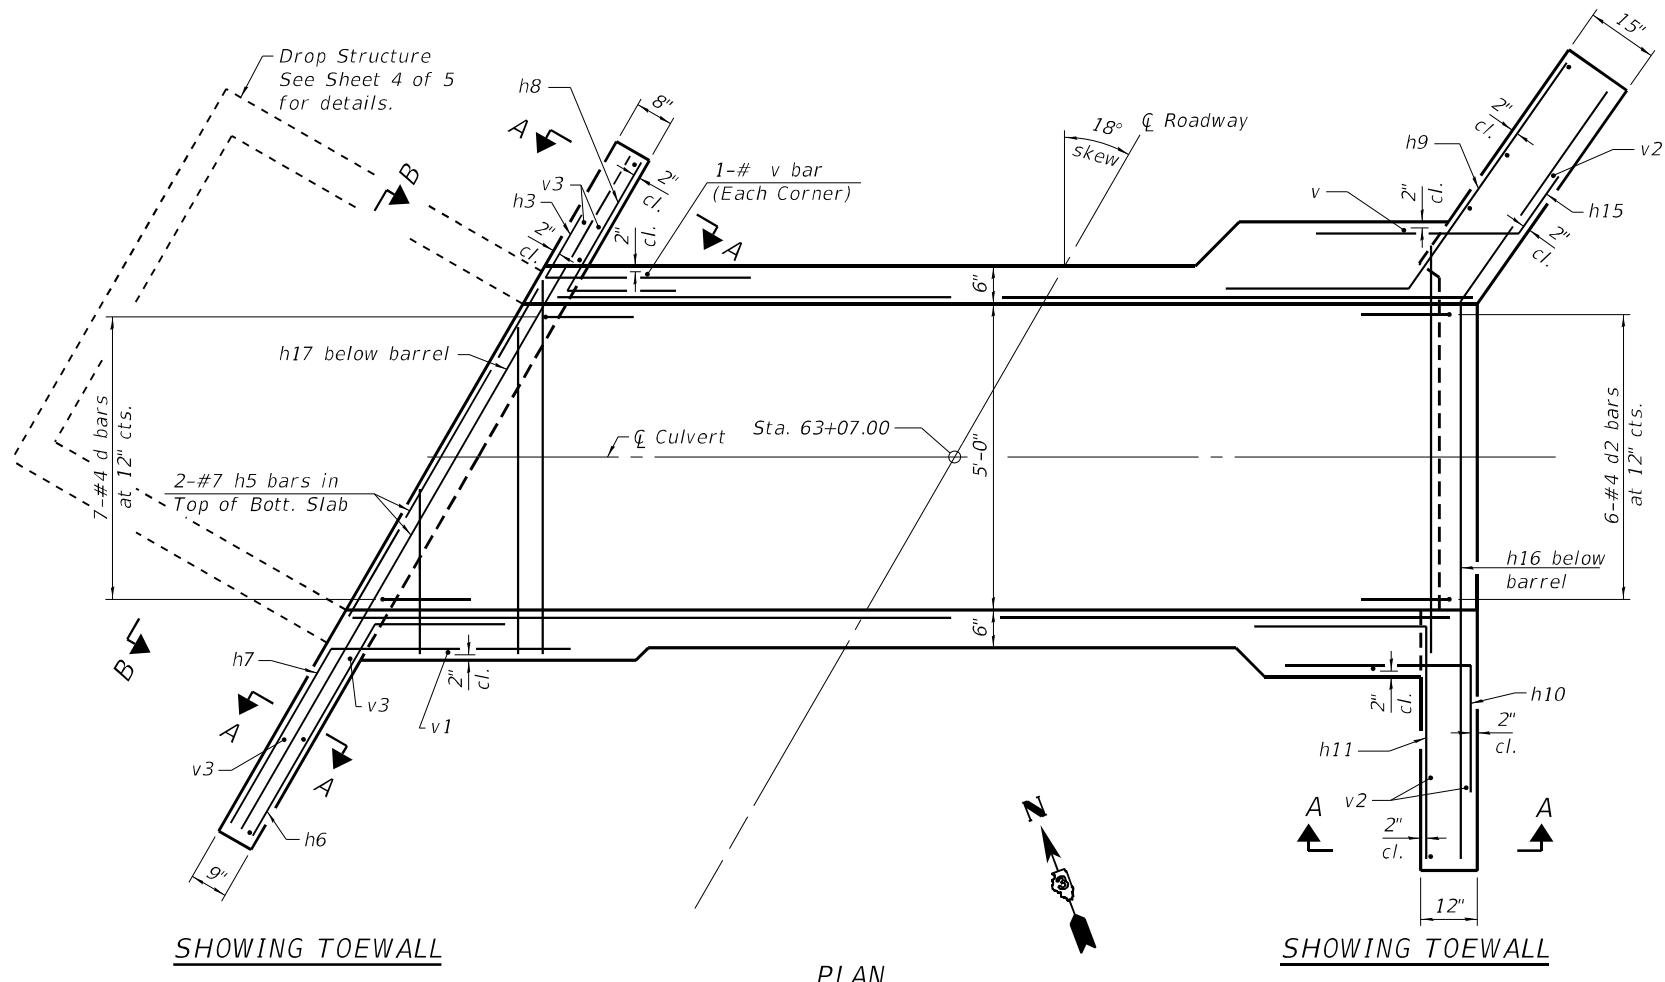 Drop Structure
See Sheet 4 of 5
for details.
h8
8"
A
15"
18°
skew
℄ Roadway
2"
cl.
h9
v2
1-#  v bar
(Each Corner)
B
v3
h3
2"
cl.
2"
cl.
2"
cl.
A
v
2"
cl.
h15
2"
cl.
6"
h17 below barrel
7-#4 d bars
at 12" cts.
℄ Culvert
Sta. 63+07.00
5'-0"
6-#4 d2 bars
at 12" cts.
2-#7 h5 bars in
Top of Bott. Slab
h16 below
barrel
6"
B
h7
A
v3
v1
2"
cl.
2"
cl.
h10
2"
cl.
h11
v3
A
h6
v2
N
3
A
A
2"
cl.
9"
12"
SHOWING TOEWALL
SHOWING TOEWALL
PLAN